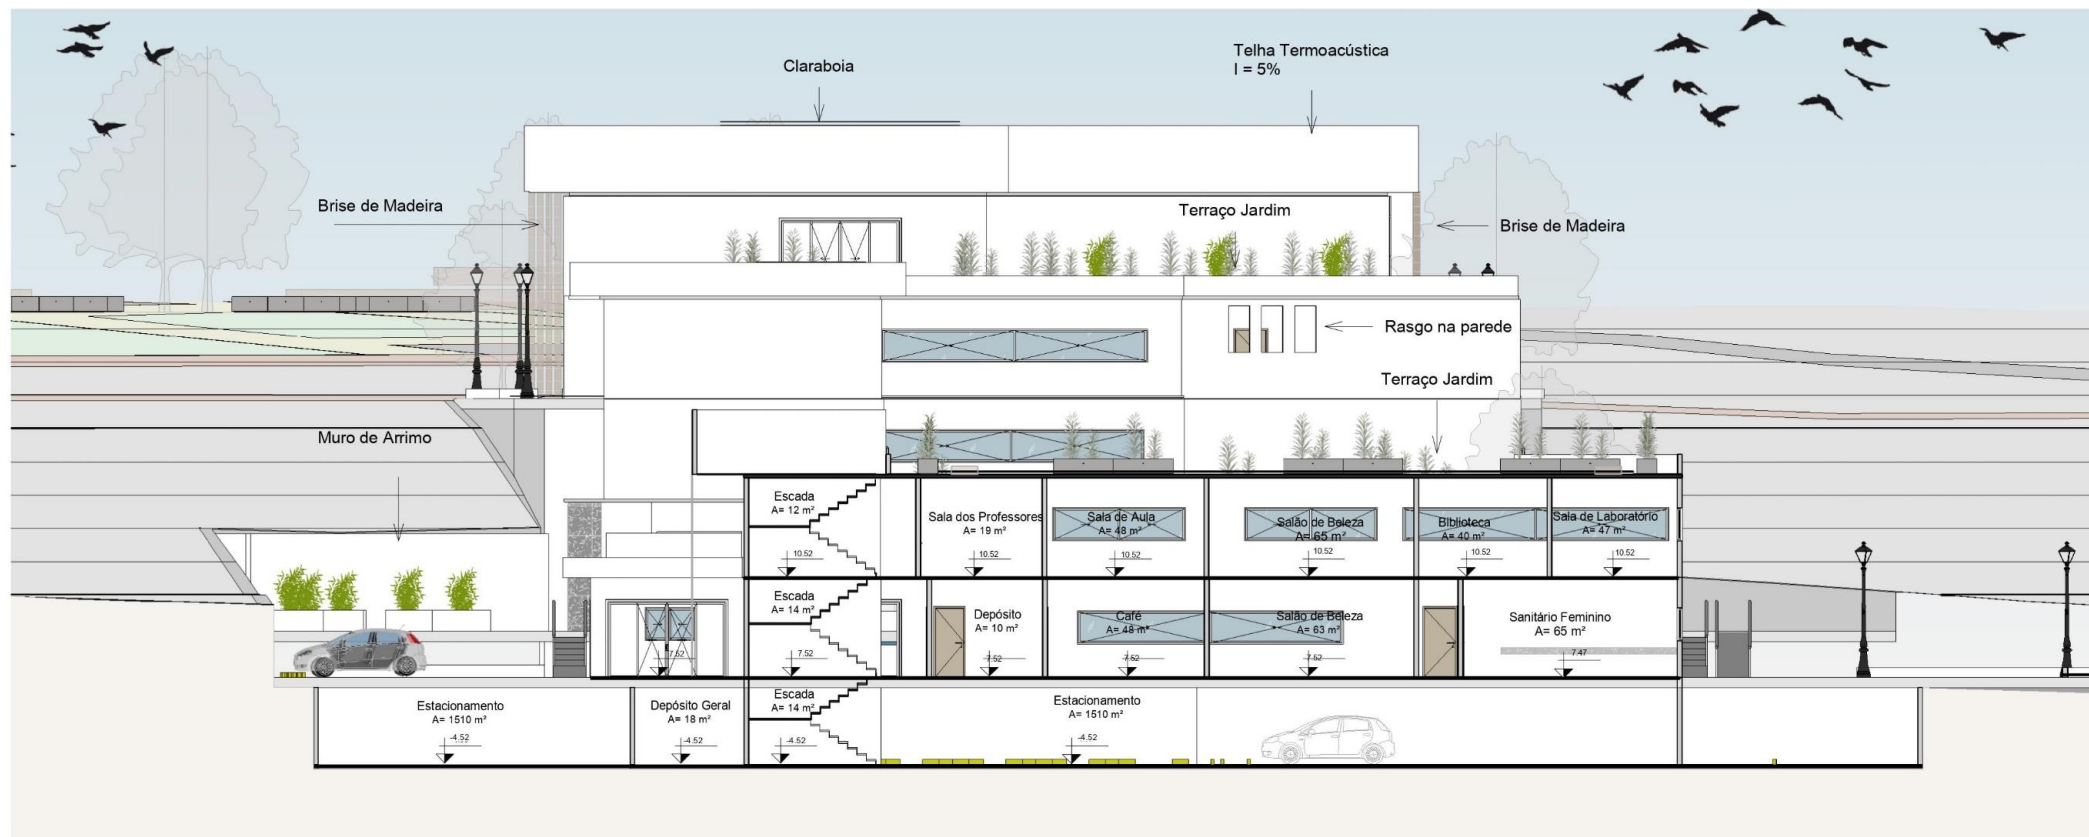 Claraboia
Telha Termoacústica
I = 5%
Brise de Madeira
Terraço Jardim
Brise de Madeira
Rasgo na parede
Terraço Jardim
Muro de Arrimo
Escada
A= 12 m²
Sala dos Professores
A= 19 m²
Sala de Aula
A= 48 m²
Salão de Beleza
A= 65 m²
Biblioteca
A= 40 m²
Sala de Laboratório
A= 47 m²
10.52
10.52
10.52
10.52
10.52
10.52
Escada
A= 14 m²
Depósito
A= 10 m²
Café
A= 48 m²
Salão de Beleza
A= 63 m²
Sanitário Feminino
A= 65 m²
7.52
7.52
7.52
7.52
7.52
7.47
Estacionamento
A= 1510 m²
Depósito Geral
A= 18 m²
Escada
A= 14 m²
Estacionamento
A= 1510 m²
-4.52
-4.52
-4.52
-4.52